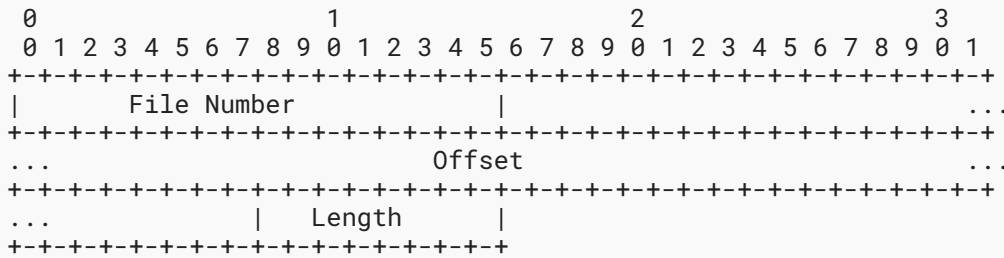 0                   1                   2                   3
 0 1 2 3 4 5 6 7 8 9 0 1 2 3 4 5 6 7 8 9 0 1 2 3 4 5 6 7 8 9 0 1
+-+-+-+-+-+-+-+-+-+-+-+-+-+-+-+-+-+-+-+-+-+-+-+-+-+-+-+-+-+-+-+-+
|       File Number             |                              ...
+-+-+-+-+-+-+-+-+-+-+-+-+-+-+-+-+-+-+-+-+-+-+-+-+-+-+-+-+-+-+-+-+
...                         Offset                             ...
+-+-+-+-+-+-+-+-+-+-+-+-+-+-+-+-+-+-+-+-+-+-+-+-+-+-+-+-+-+-+-+-+
...             |   Length      |
+-+-+-+-+-+-+-+-+-+-+-+-+-+-+-+-+